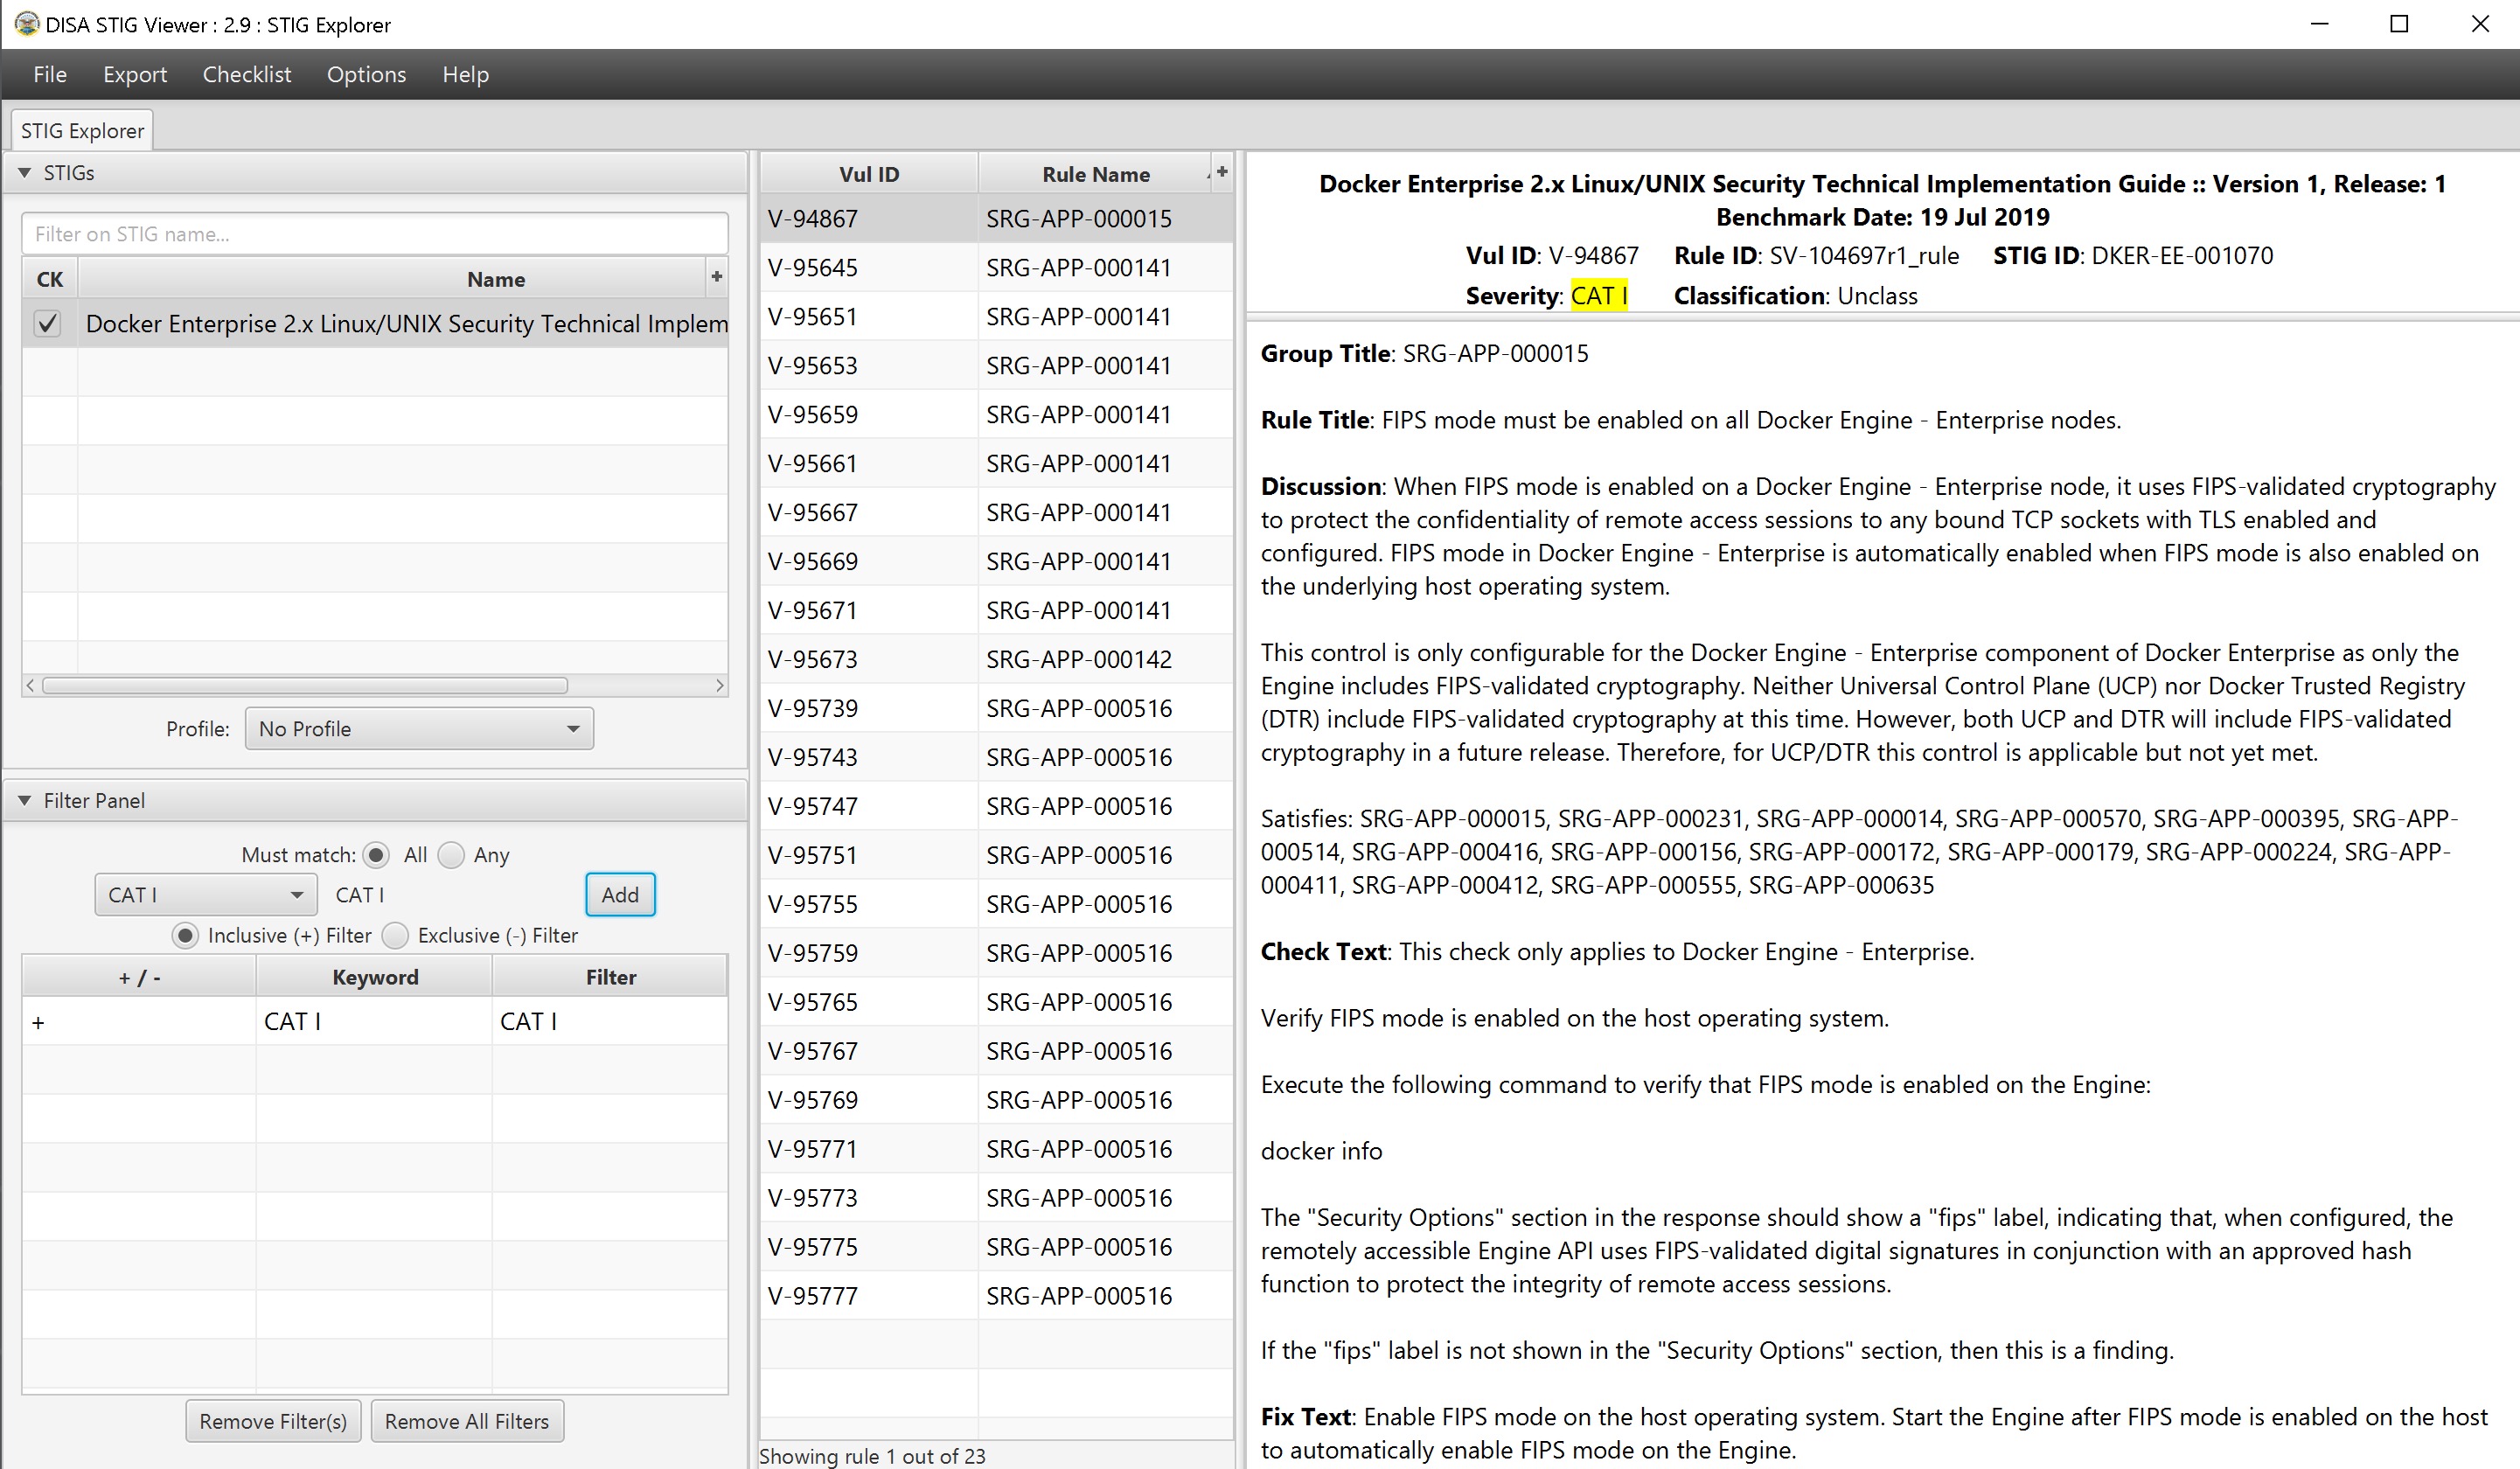 DISA STIG Viewer : 2.9 : STIG Explorer
File Export Checklist Options Help
STIG Explorer
STIGs
Filter on STIG name...
CK Name
Docker Enterprise 2.x Linux/UNIX Security Technical Implem
Profile: No Profile
Filter Panel
Must match: All Any
CAT I CAT I Add
Inclusive (+) Filter Exclusive (-) Filter
+ / - Keyword Filter
+ CAT I CAT I
Remove Filter(s) Remove All Filters
Vul ID Rule Name
V-94867 SRG-APP-000015
V-95645 SRG-APP-000141
V-95651 SRG-APP-000141
V-95653 SRG-APP-000141
V-95659 SRG-APP-000141
V-95661 SRG-APP-000141
V-95667 SRG-APP-000141
V-95669 SRG-APP-000141
V-95671 SRG-APP-000141
V-95673 SRG-APP-000142
V-95739 SRG-APP-000516
V-95743 SRG-APP-000516
V-95747 SRG-APP-000516
V-95751 SRG-APP-000516
V-95755 SRG-APP-000516
V-95759 SRG-APP-000516
V-95765 SRG-APP-000516
V-95767 SRG-APP-000516
V-95769 SRG-APP-000516
V-95771 SRG-APP-000516
V-95773 SRG-APP-000516
V-95775 SRG-APP-000516
V-95777 SRG-APP-000516
Showing rule 1 out of 23
Docker Enterprise 2.x Linux/UNIX Security Technical Implementation Guide :: Version 1, Release: 1
Benchmark Date: 19 Jul 2019
Vul ID: V-94867 Rule ID: SV-104697r1_rule STIG ID: DKER-EE-001070
Severity: CAT I Classification: Unclass
Group Title: SRG-APP-000015
Rule Title: FIPS mode must be enabled on all Docker Engine - Enterprise nodes.
Discussion: When FIPS mode is enabled on a Docker Engine - Enterprise node, it uses FIPS-validated cryptography
to protect the confidentiality of remote access sessions to any bound TCP sockets with TLS enabled and
configured. FIPS mode in Docker Engine - Enterprise is automatically enabled when FIPS mode is also enabled on
the underlying host operating system.
This control is only configurable for the Docker Engine - Enterprise component of Docker Enterprise as only the
Engine includes FIPS-validated cryptography. Neither Universal Control Plane (UCP) nor Docker Trusted Registry
(DTR) include FIPS-validated cryptography at this time. However, both UCP and DTR will include FIPS-validated
cryptography in a future release. Therefore, for UCP/DTR this control is applicable but not yet met.
Satisfies: SRG-APP-000015, SRG-APP-000231, SRG-APP-000014, SRG-APP-000570, SRG-APP-000395, SRG-APP-
000514, SRG-APP-000416, SRG-APP-000156, SRG-APP-000172, SRG-APP-000179, SRG-APP-000224, SRG-APP-
000411, SRG-APP-000412, SRG-APP-000555, SRG-APP-000635
Check Text: This check only applies to Docker Engine - Enterprise.
Verify FIPS mode is enabled on the host operating system.
Execute the following command to verify that FIPS mode is enabled on the Engine:
docker info
The "Security Options" section in the response should show a "fips" label, indicating that, when configured, the
remotely accessible Engine API uses FIPS-validated digital signatures in conjunction with an approved hash
function to protect the integrity of remote access sessions.
If the "fips" label is not shown in the "Security Options" section, then this is a finding.
Fix Text: Enable FIPS mode on the host operating system. Start the Engine after FIPS mode is enabled on the host
to automatically enable FIPS mode on the Engine.